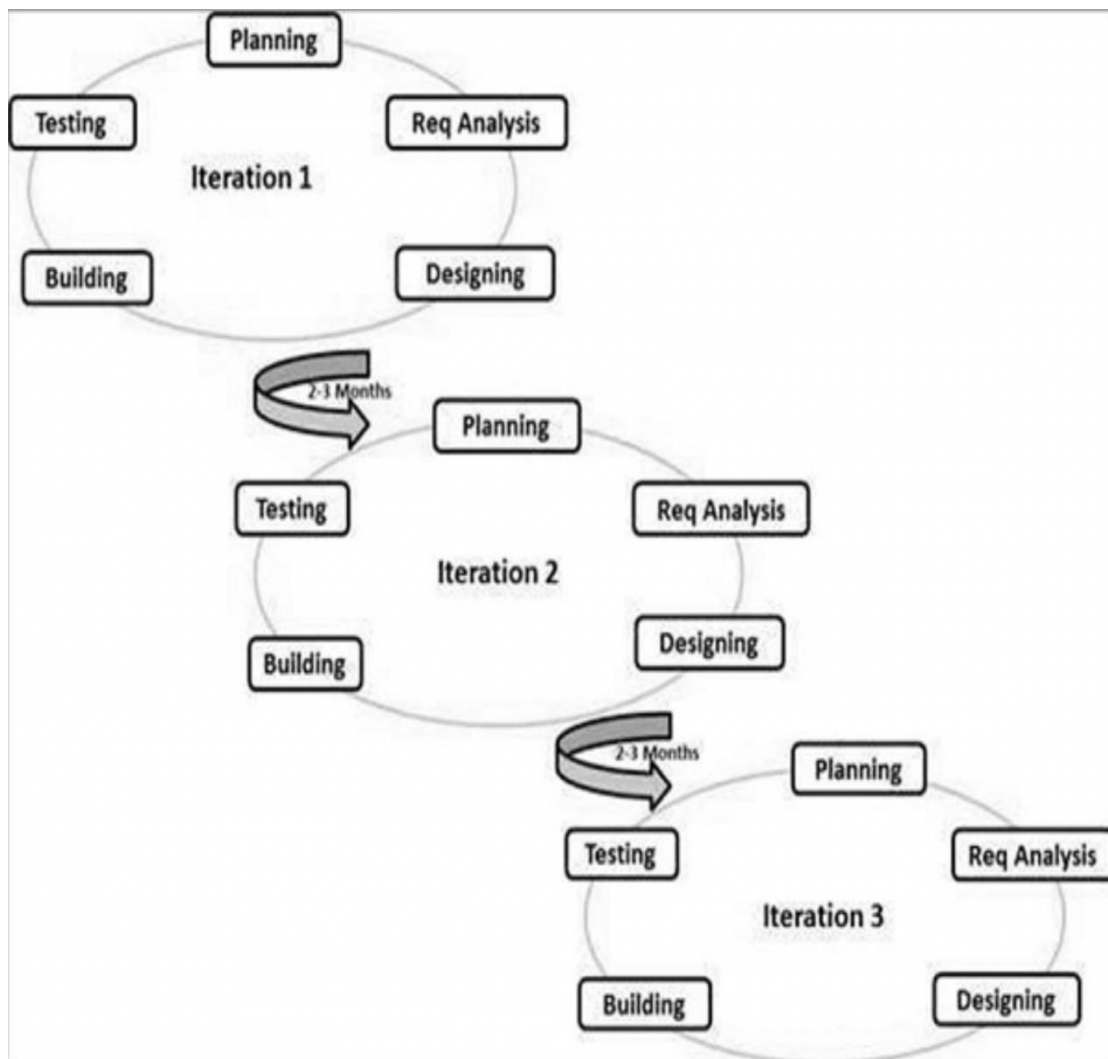 Planning
Testing
Req Analysis
Iteration 1
Building
Designing
2-3 Months
Planning
Testing
Req Analysis
Iteration 2
Building
Designing
2-3 Months
Planning
Testing
Req Analysis
Iteration 3
Building
Designing